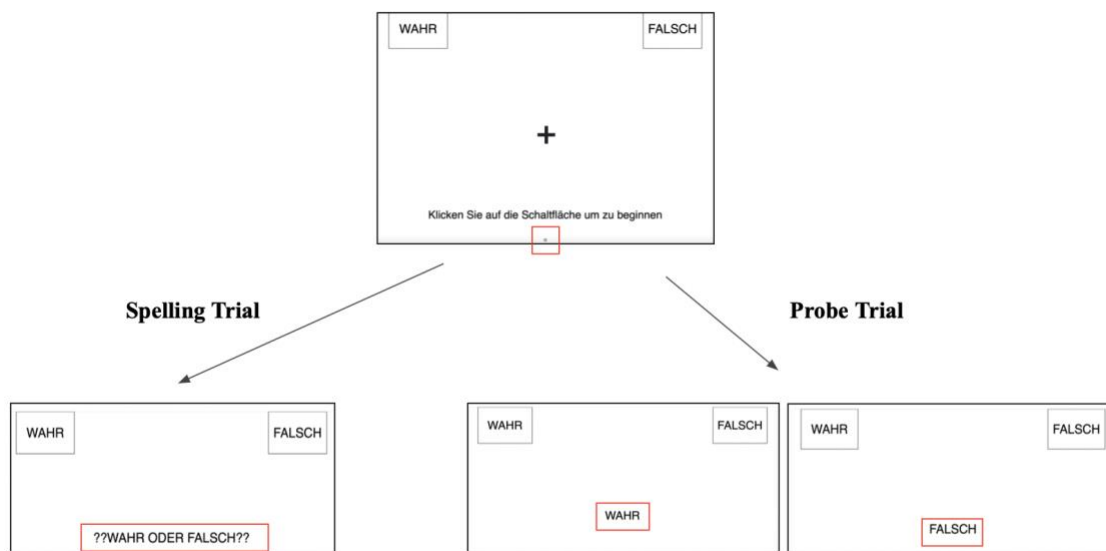 WAHR
FALSCH
+
Klicken Sie auf die Schaltfläche um zu beginnen
Spelling Trial
Probe Trial
WAHR
FALSCH
??WAHR ODER FALSCH??
WAHR
FALSCH
WAHR
WAHR
FALSCH
FALSCH